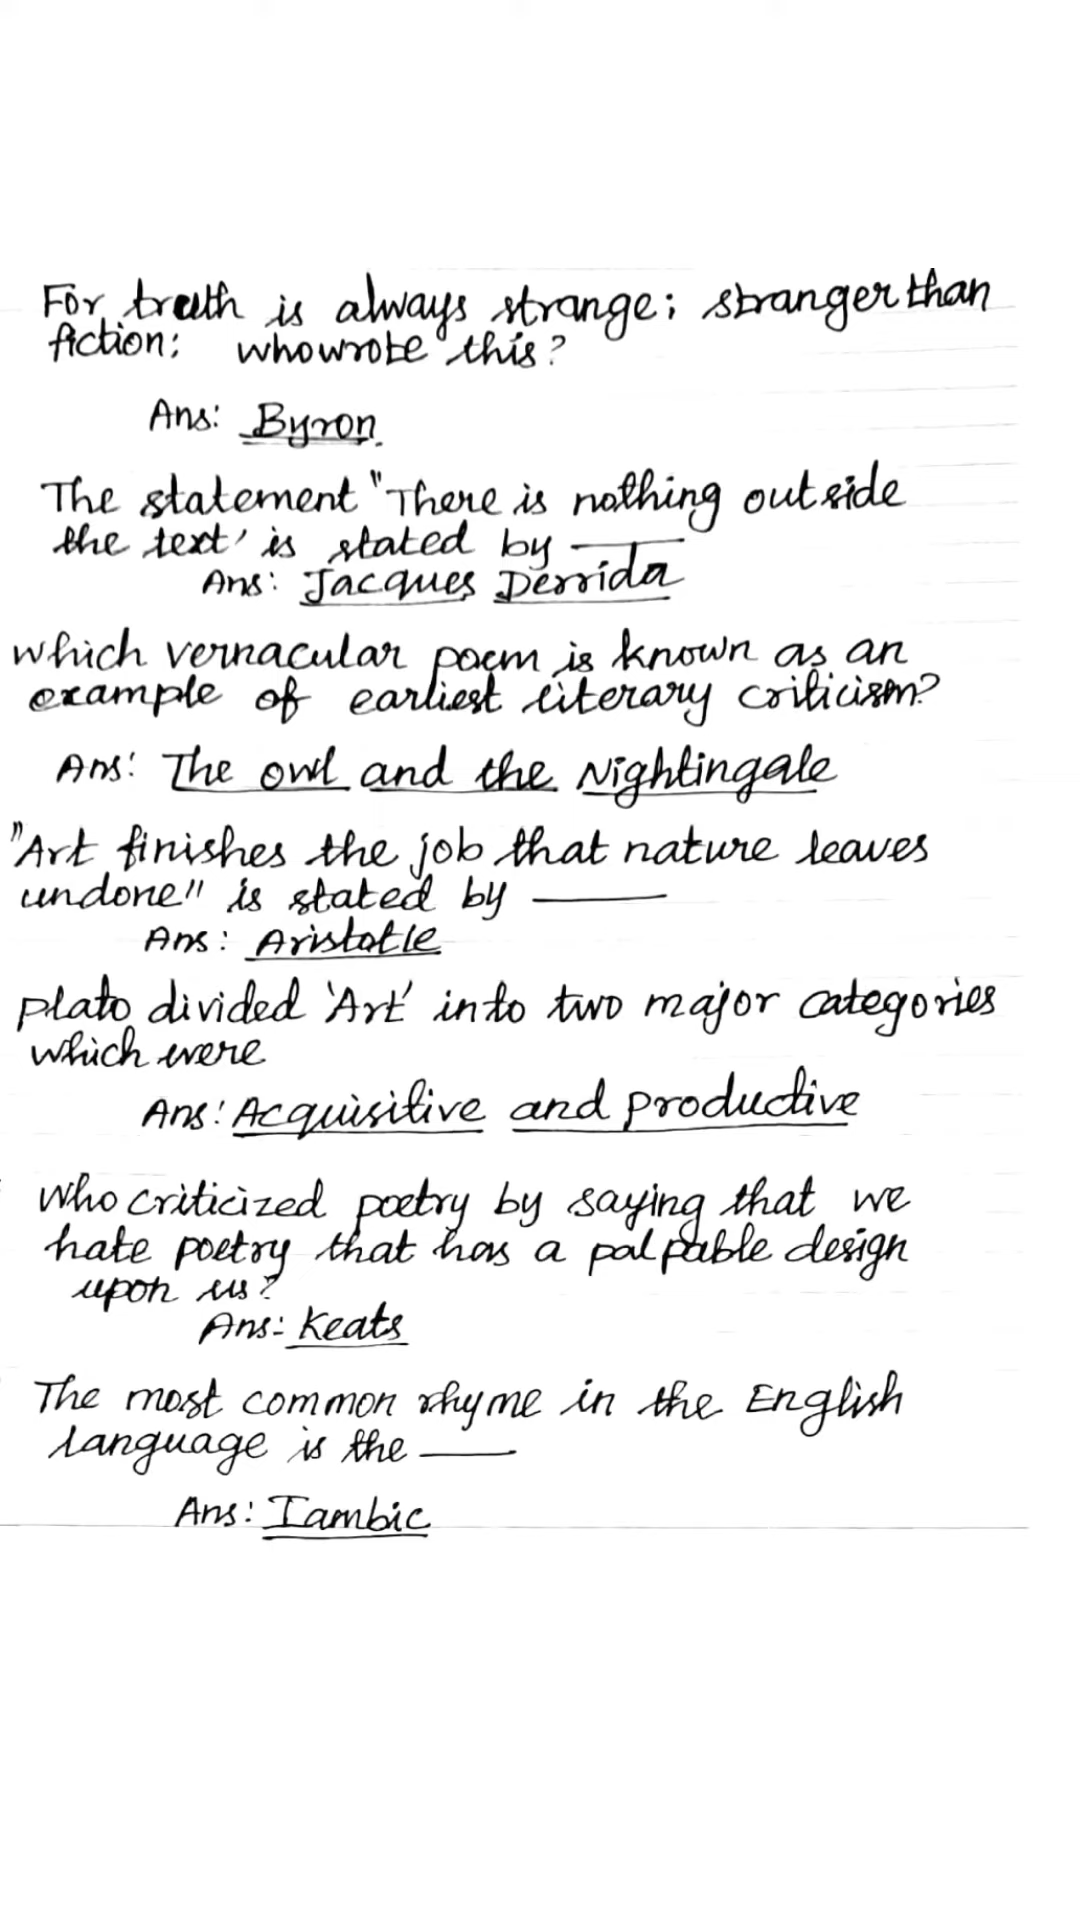 For truth is always strange; stranger than
fiction; who wrote this?
Ans: Byron.
The statement "There is nothing outside
the text' is stated by ____
Ans: Jacques Derrida
which vernacular poem is known as an
example of earliest literary criticism?
Ans: The owl and the Nightingale
"Art finishes the job that nature leaves
undone" is stated by ____
Ans: Aristotle
plato divided 'Art' into two major categories
which were
Ans: Acquisitive and productive
who criticized poetry by saying that we
hate poetry that has a palpable design
upon us?
Ans:- Keats
The most common rhyme in the English
language is the ____
Ans: Iambic